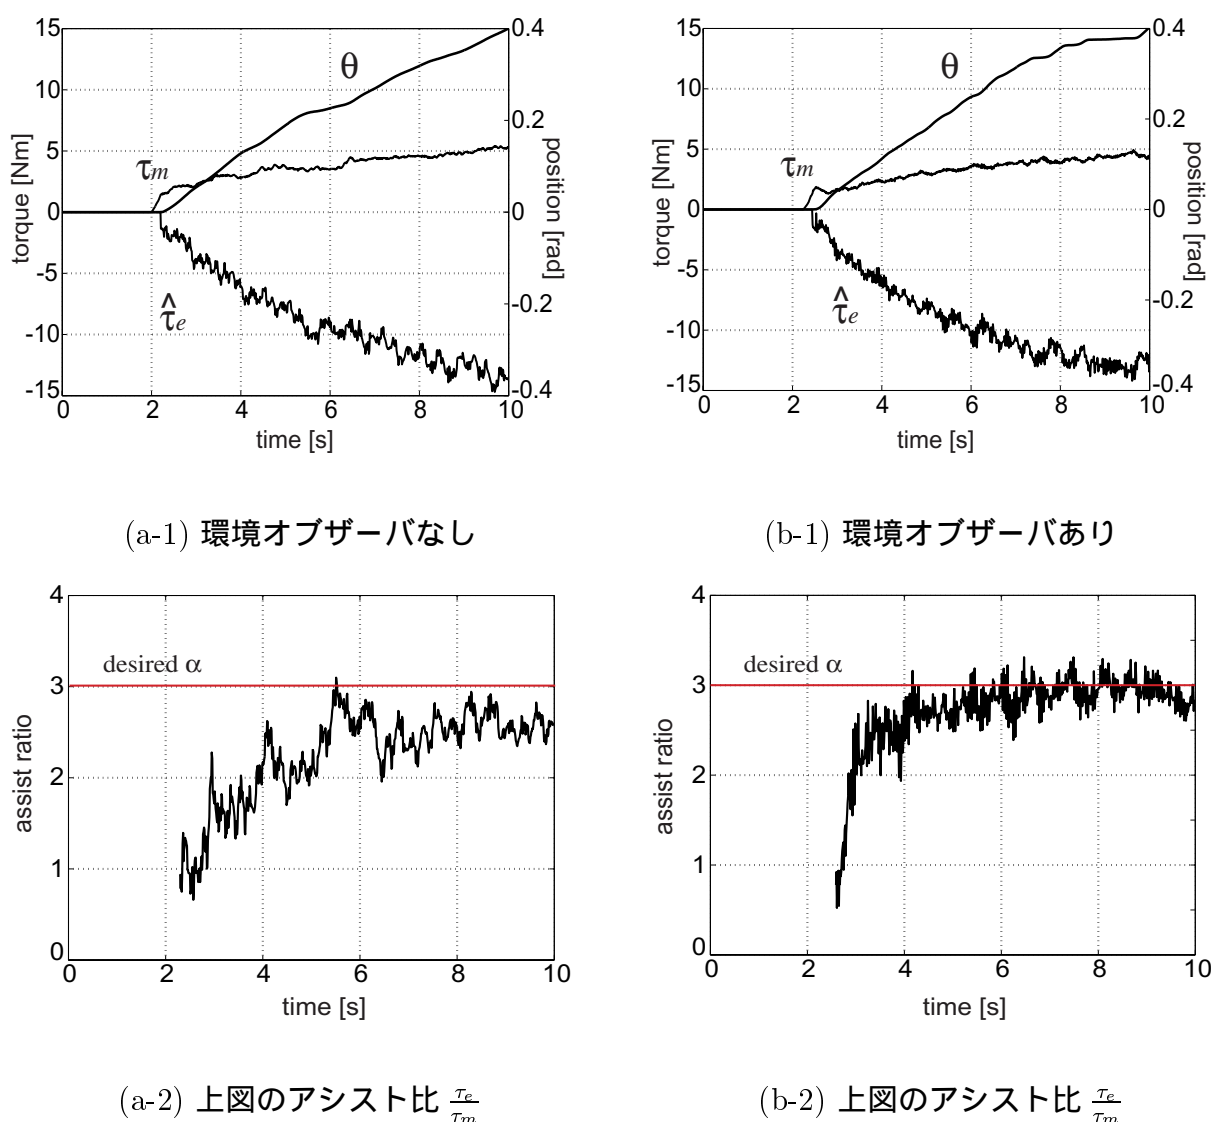 15
10
5
0
-5
-10
-15
torque [Nm]
0.4
0.2
0
-0.2
-0.4
position [rad]
θ
τm
τ̂e
0 2 4 6 8 10
time [s]
(a-1) 環境オブザーバなし
15
10
5
0
-5
-10
-15
torque [Nm]
0.4
0.2
0
-0.2
-0.4
position [rad]
θ
τm
τ̂e
0 2 4 6 8 10
time [s]
(b-1) 環境オブザーバあり
4
3
2
1
0
assist ratio
desired α
0 2 4 6 8 10
time [s]
(a-2) 上図のアシスト比 τe/τm
4
3
2
1
0
assist ratio
desired α
0 2 4 6 8 10
time [s]
(b-2) 上図のアシスト比 τe/τm